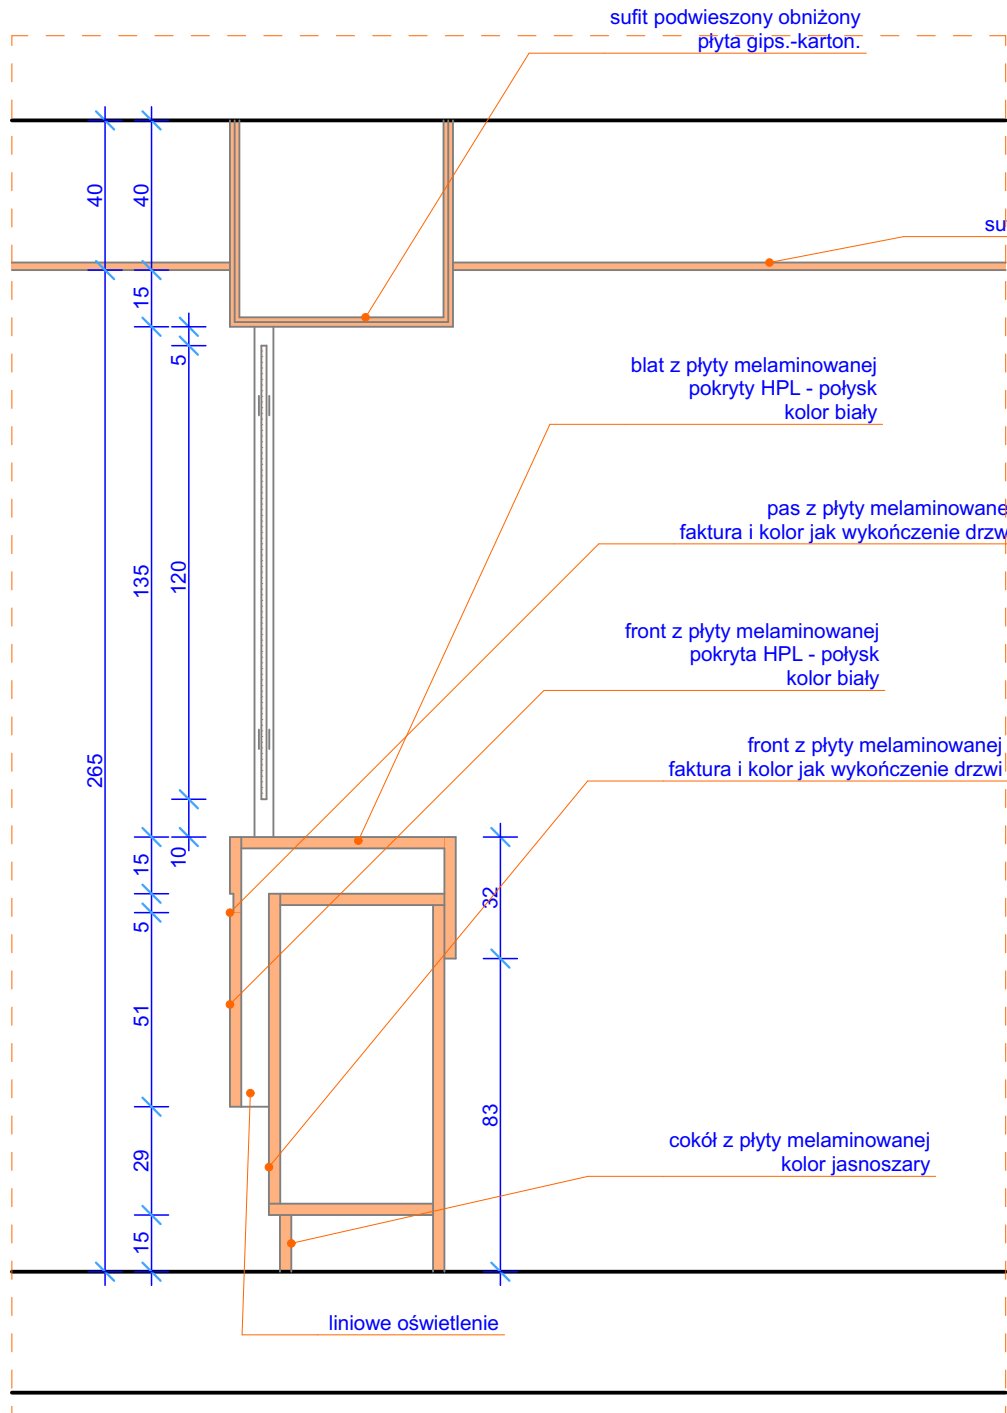 sufit podwieszony obniżony
płyta gips.-karton.
40
40
su
15
5
blat z płyty melaminowanej
pokryty HPL - połysk
kolor biały
pas z płyty melaminowane
faktura i kolor jak wykończenie drzw
135
120
front z płyty melaminowanej
pokryta HPL - połysk
kolor biały
front z płyty melaminowanej
faktura i kolor jak wykończenie drzwi
265
15
10
32
5
51
83
29
cokół z płyty melaminowanej
kolor jasnoszary
15
liniowe oświetlenie